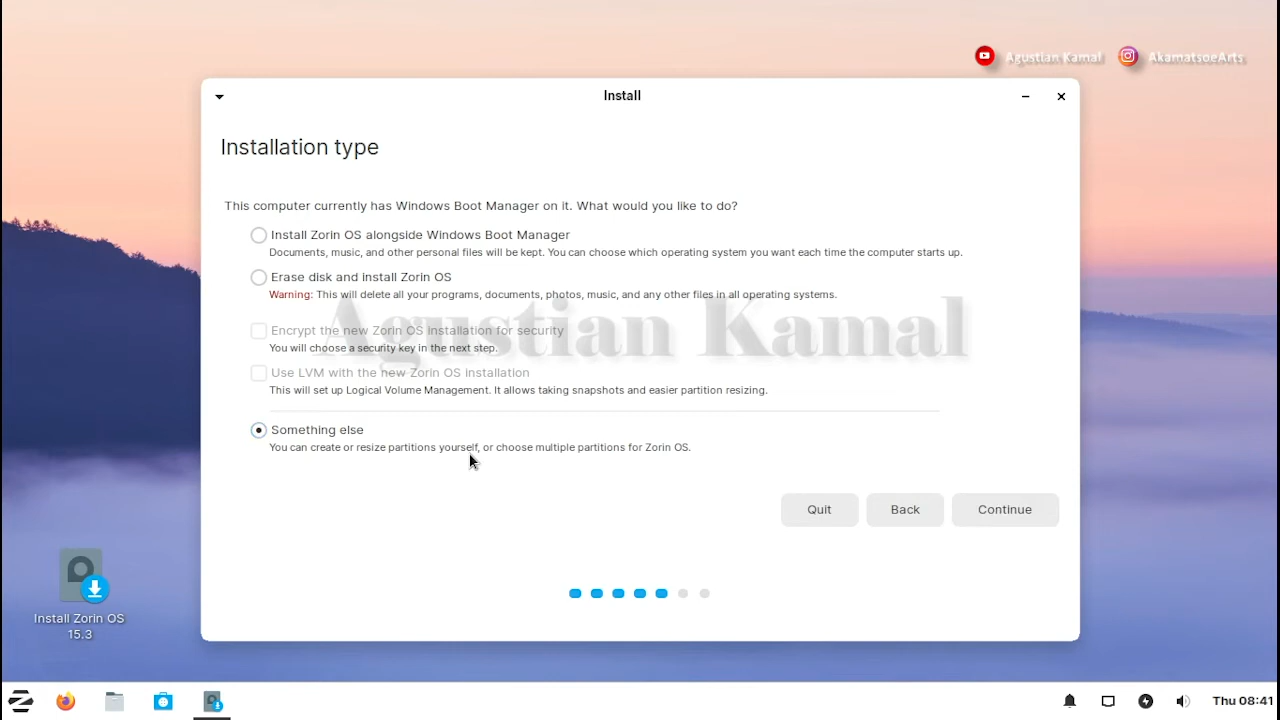 Agustian Kamal
AkamatsoeArts
Install
Installation type
This computer currently has Windows Boot Manager on it. What would you like to do?
Install Zorin OS alongside Windows Boot Manager
Documents, music, and other personal files will be kept. You can choose which operating system you want each time the computer starts up.
Erase disk and install Zorin OS
Warning: This will delete all your programs, documents, photos, music, and any other files in all operating systems.
Agustian Kamal
Encrypt the new Zorin OS installation for security
You will choose a security key in the next step.
Use LVM with the new Zorin OS installation
This will set up Logical Volume Management. It allows taking snapshots and easier partition resizing.
Something else
You can create or resize partitions yourself, or choose multiple partitions for Zorin OS.
Quit
Back
Continue
Install Zorin OS
15.3
Thu 08:41